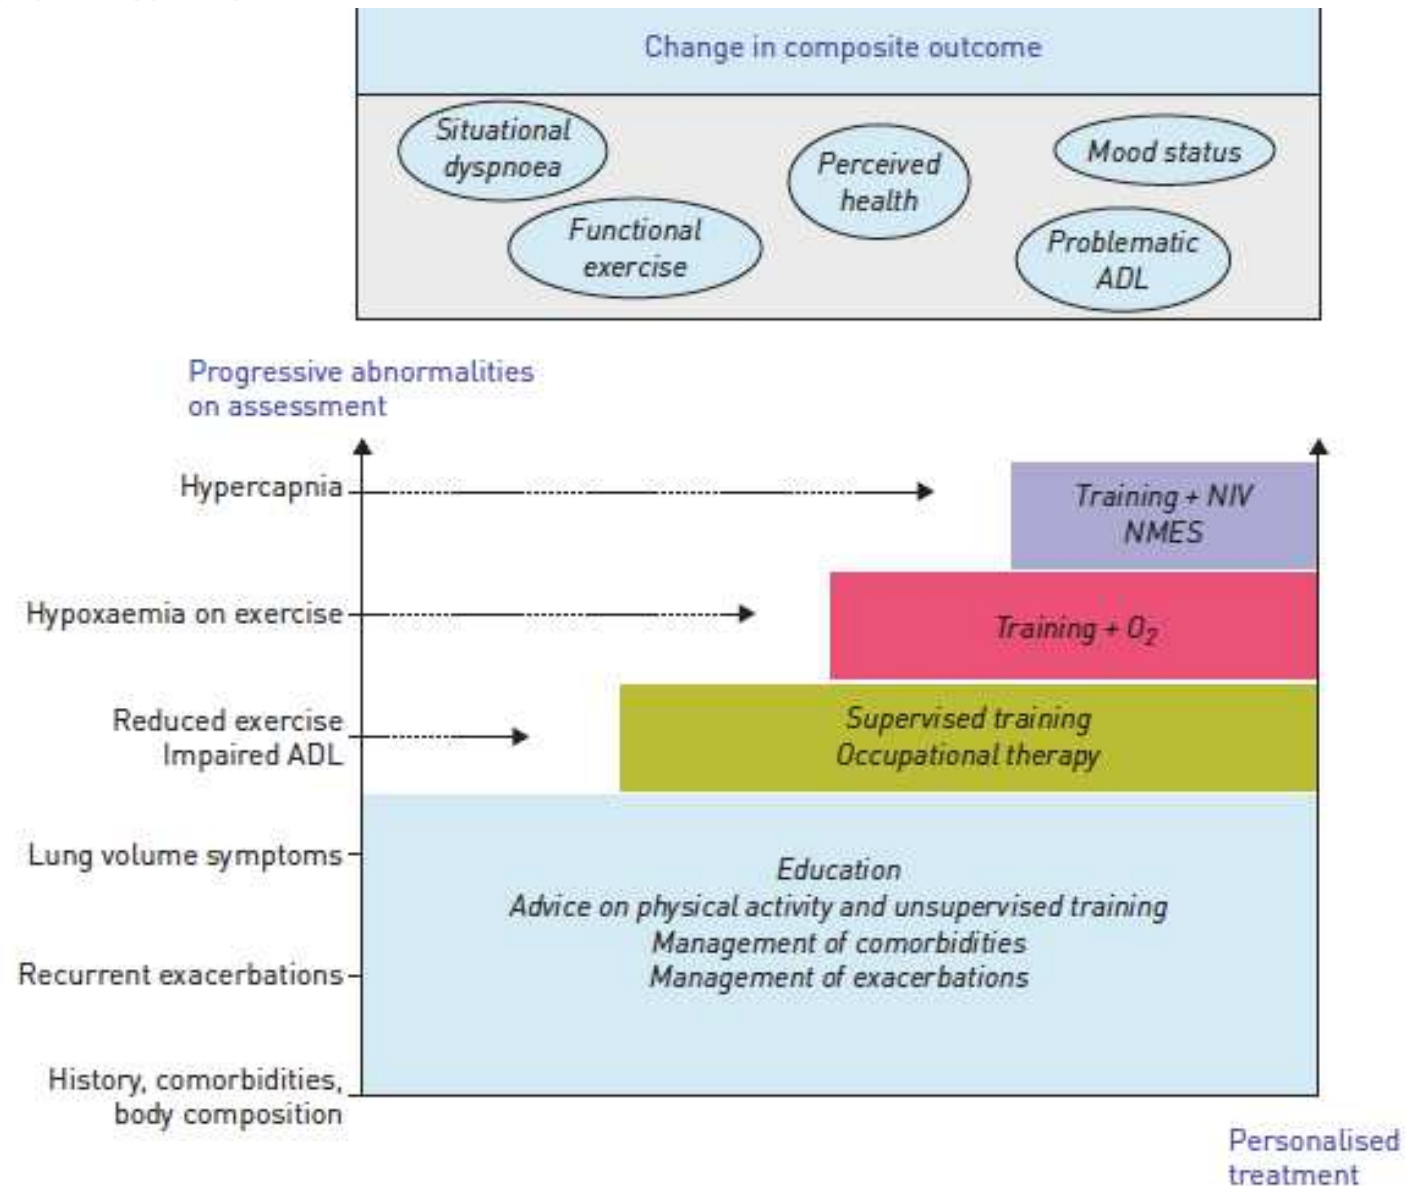 Change in composite outcome
Situational
dyspnoea
Functional
exercise
Perceived
health
Mood status
Problematic
ADL
Progressive abnormalities
on assessment
Hypercapnia
Training + NIV
NMES
Hypoxaemia on exercise
Training + O2
Reduced exercise
Impaired ADL
Supervised training
Occupational therapy
Lung volume symptoms
Recurrent exacerbations
History, comorbidities,
body composition
Education
Advice on physical activity and unsupervised training
Management of comorbidities
Management of exacerbations
Personalised
treatment